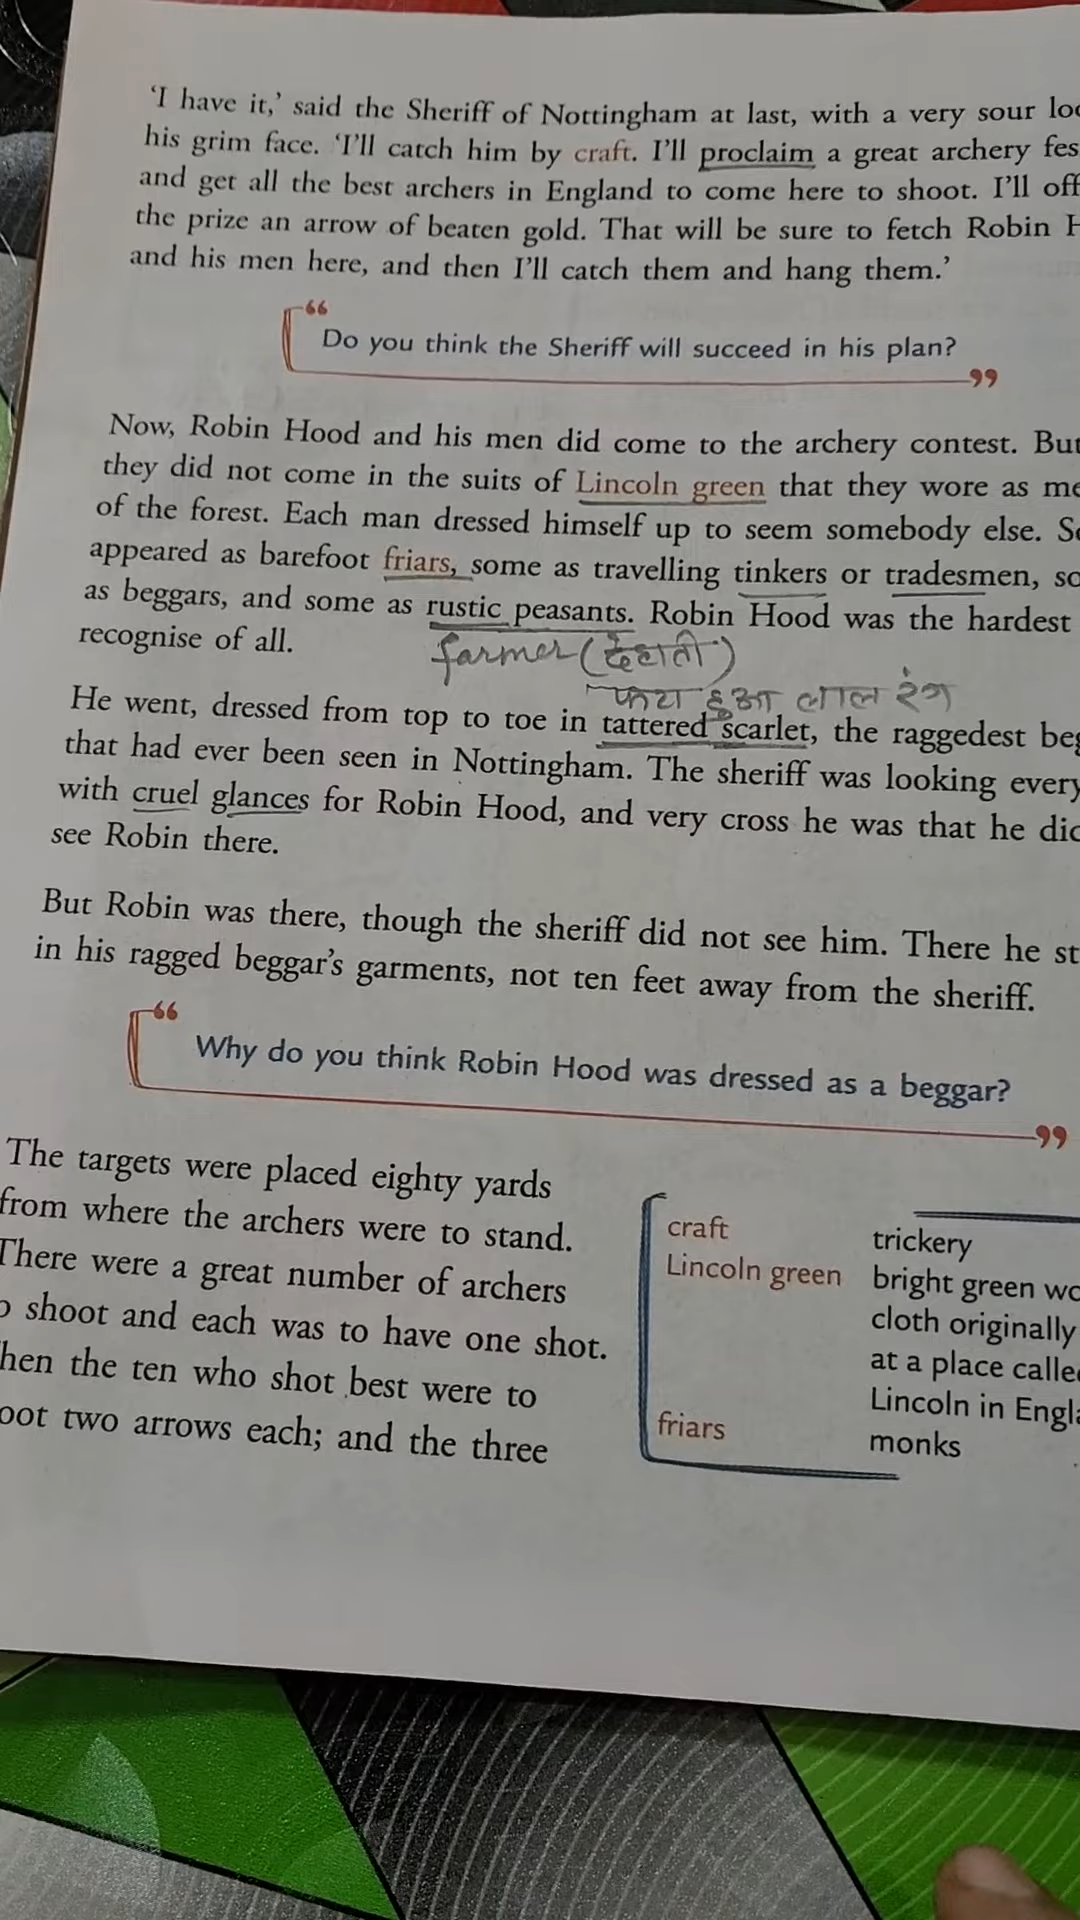 'I have it,' said the Sheriff of Nottingham at last, with a very sour
his grim face. 'I'll catch him by craft. I'll proclaim a great archery
and get all the best archers in England to come here to shoot. I'll
the prize an arrow of beaten gold. That will be sure to fetch Robin
and his men here, and then I'll catch them and hang them.'
“
Do you think the Sheriff will succeed in his plan?
”
Now, Robin Hood and his men did come to the archery contest. But
they did not come in the suits of Lincoln green that they wore as
of the forest. Each man dressed himself up to seem somebody else.
appeared as barefoot friars, some as travelling tinkers or tradesmen,
as beggars, and some as rustic peasants. Robin Hood was the hardest
recognise of all.
farmer (देहाती)
फटा हुआ लाल रंग
He went, dressed from top to toe in tattered scarlet, the raggedest
that had ever been seen in Nottingham. The sheriff was looking
with cruel glances for Robin Hood, and very cross he was that he
see Robin there.
But Robin was there, though the sheriff did not see him. There he
in his ragged beggar's garments, not ten feet away from the sheriff.
“
Why do you think Robin Hood was dressed as a beggar?
”
The targets were placed eighty yards
from where the archers were to stand.
There were a great number of archers
shoot and each was to have one shot.
the ten who shot best were to
two arrows each; and the three
craft trickery
Lincoln green bright green
cloth originally
at a place
Lincoln in
friars monks